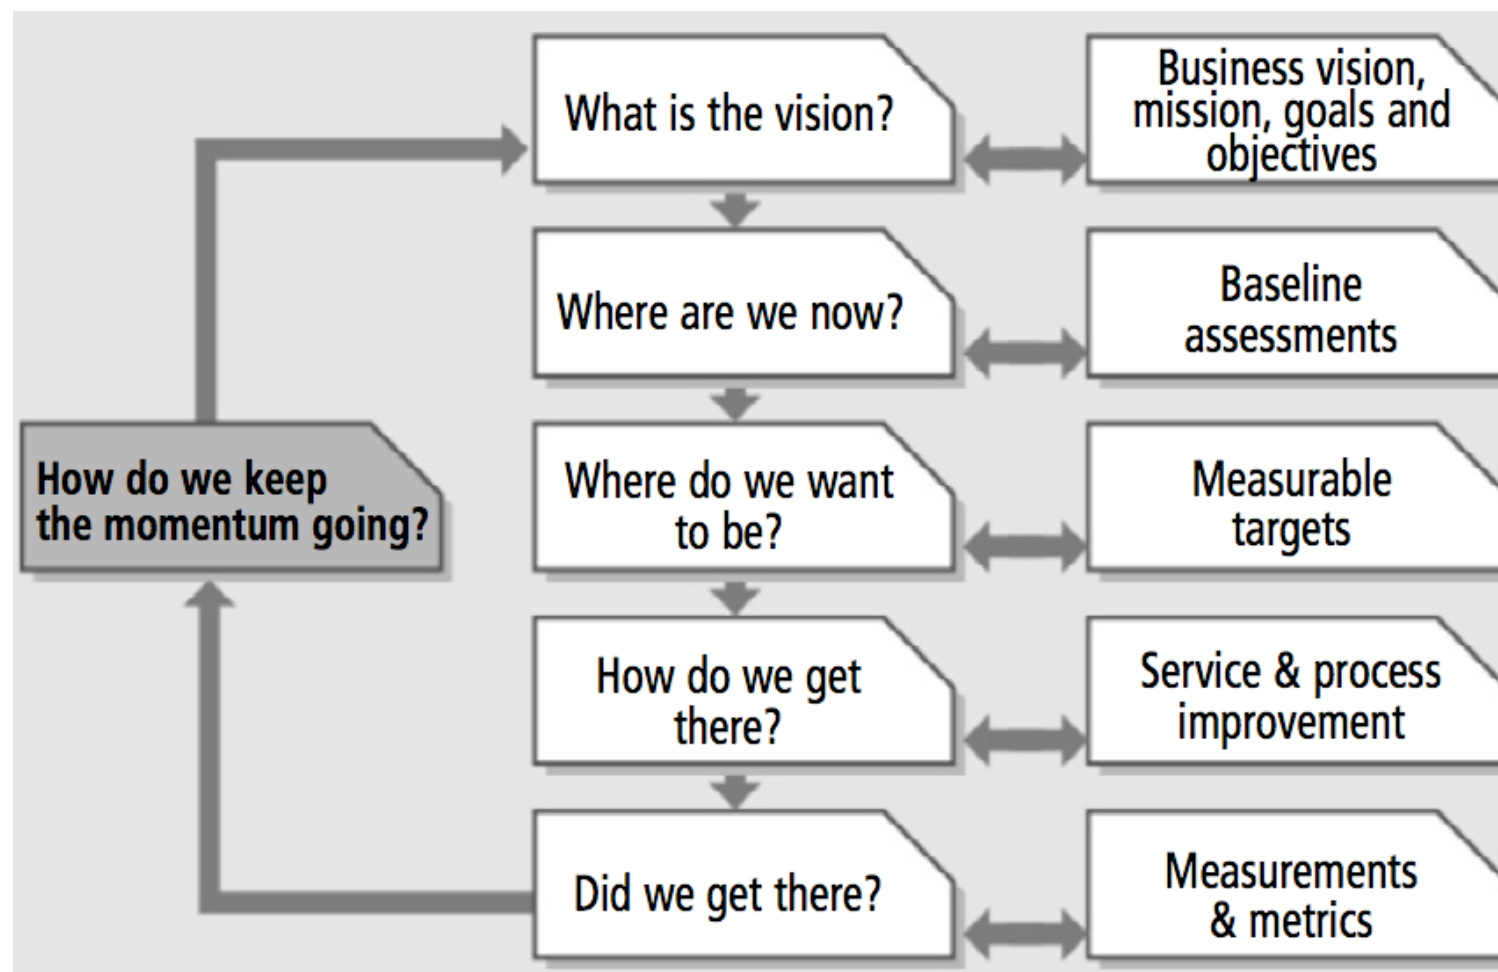 What is the vision?
Business vision,
mission, goals and
objectives
Where are we now?
Baseline
assessments
How do we keep
the momentum going?
Where do we want
to be?
Measurable
targets
How do we get
there?
Service & process
improvement
Did we get there?
Measurements
& metrics